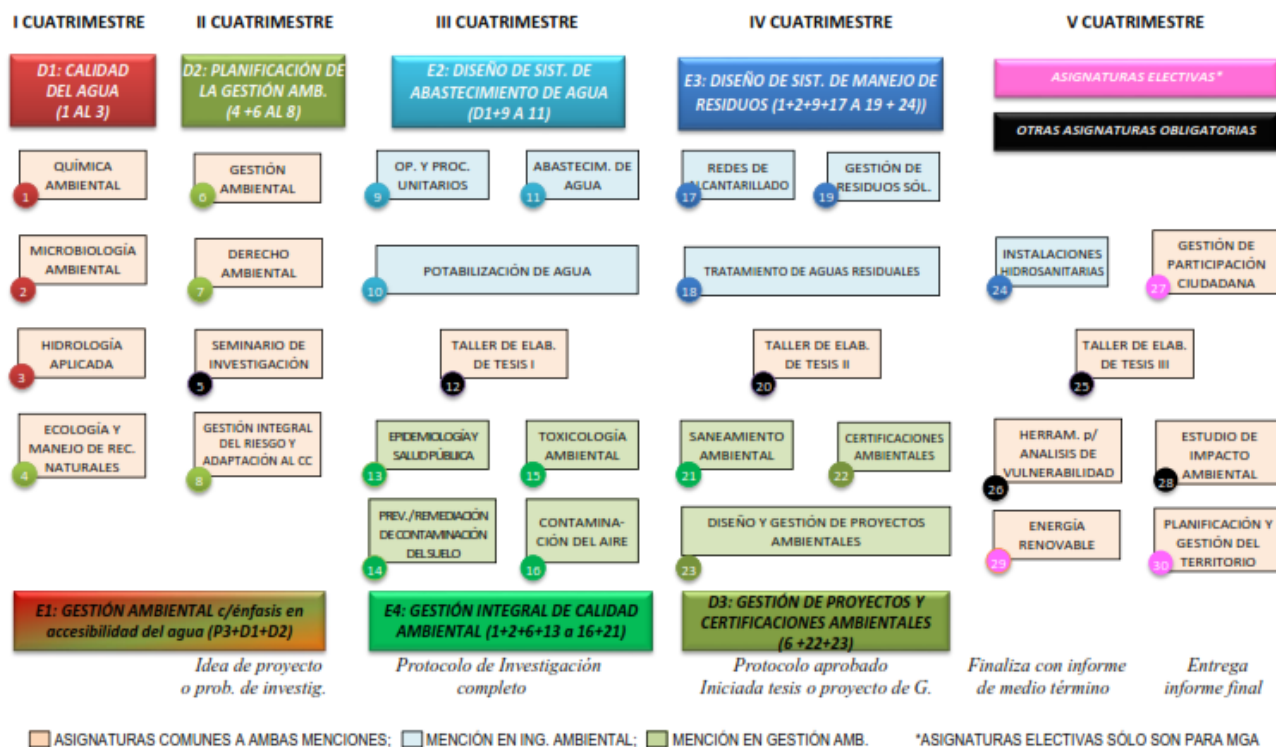 I CUATRIMESTRE
II CUATRIMESTRE
III CUATRIMESTRE
IV CUATRIMESTRE
V CUATRIMESTRE
D1: CALIDAD
DEL AGUA
(1 AL 3)
D2: PLANIFICACIÓN DE
LA GESTIÓN AMB.
(4 +6 AL 8)
E2: DISEÑO DE SIST. DE
ABASTECIMIENTO DE AGUA
(D1+9 A 11)
E3: DISEÑO DE SIST. DE MANEJO DE
RESIDUOS (1+2+9+17 A 19 + 24))
ASIGNATURAS ELECTIVAS*
OTRAS ASIGNATURAS OBLIGATORIAS
QUÍMICA
AMBIENTAL
1
GESTIÓN
AMBIENTAL
6
OP. Y PROC.
UNITARIOS
9
ABASTECIM. DE
AGUA
11
REDES DE
ALCANTARILLADO
17
GESTIÓN DE
RESIDUOS SÓL.
19
MICROBIOLOGÍA
AMBIENTAL
2
DERECHO
AMBIENTAL
7
POTABILIZACIÓN DE AGUA
10
TRATAMIENTO DE AGUAS RESIDUALES
18
INSTALACIONES
HIDROSANITARIAS
24
GESTIÓN DE
PARTICIPACIÓN
CIUDADANA
27
HIDROLOGÍA
APLICADA
3
SEMINARIO DE
INVESTIGACIÓN
5
TALLER DE ELAB.
DE TESIS I
12
TALLER DE ELAB.
DE TESIS II
20
TALLER DE ELAB.
DE TESIS III
25
ECOLOGÍA Y
MANEJO DE REC.
NATURALES
4
GESTIÓN INTEGRAL
DEL RIESGO Y
ADAPTACIÓN AL CC
8
EPIDEMIOLOGÍA Y
SALUD PÚBLICA
13
TOXICOLOGÍA
AMBIENTAL
15
SANEAMIENTO
AMBIENTAL
21
CERTIFICACIONES
AMBIENTALES
22
HERRAM. p/
ANALISIS DE
VULNERABILIDAD
26
ESTUDIO DE
IMPACTO
AMBIENTAL
28
PREV./REMEDIACIÓN
DE CONTAMINACIÓN
DEL SUELO
14
CONTAMINA-
CIÓN DEL AIRE
16
DISEÑO Y GESTIÓN DE PROYECTOS
AMBIENTALES
23
ENERGÍA
RENOVABLE
29
PLANIFICACIÓN Y
GESTIÓN DEL
TERRITORIO
30
E1: GESTIÓN AMBIENTAL c/énfasis en
accesibilidad del agua (P3+D1+D2)
E4: GESTIÓN INTEGRAL DE CALIDAD
AMBIENTAL (1+2+6+13 a 16+21)
D3: GESTIÓN DE PROYECTOS Y
CERTIFICACIONES AMBIENTALES
(6 +22+23)
Idea de proyecto
o prob. de investig.
Protocolo de Investigación
completo
Protocolo aprobado
Iniciada tesis o proyecto de G.
Finaliza con informe
de medio término
Entrega
informe final
ASIGNATURAS COMUNES A AMBAS MENCIONES;
MENCIÓN EN ING. AMBIENTAL;
MENCIÓN EN GESTIÓN AMB.
*ASIGNATURAS ELECTIVAS SÓLO SON PARA MGA